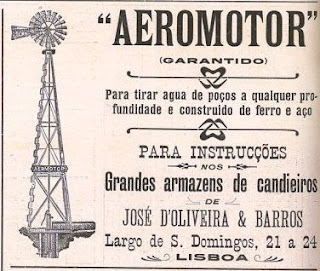 "AEROMOTOR"
(GARANTIDO)
Para tirar agua de poços a qualquer pro-
fundidade e construido de ferro e aço
PARA INSTRUCÇÕES
NOS
Grandes armazens de candieiros
DE
JOSÉ D'OLIVEIRA & BARROS
Largo de S. Domingos, 21 a 24
LISBOA
AEROMOTOR